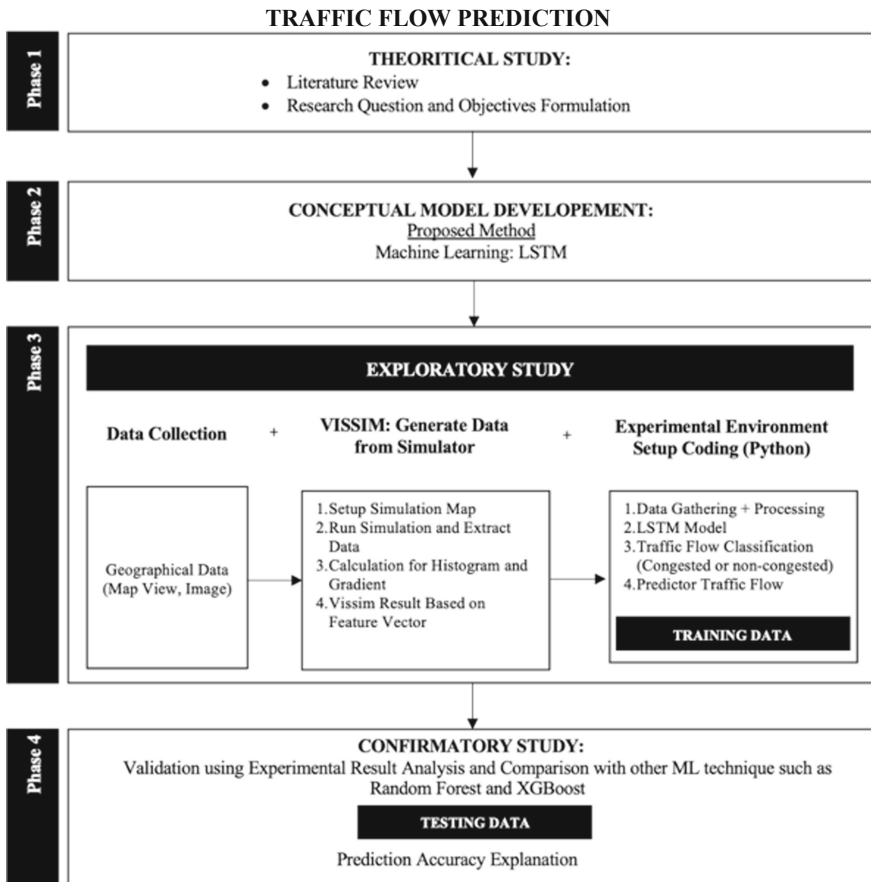 TRAFFIC FLOW PREDICTION
Phase 1
THEORITICAL STUDY:
• Literature Review
• Research Question and Objectives Formulation
Phase 2
CONCEPTUAL MODEL DEVELOPEMENT:
Proposed Method
Machine Learning: LSTM
Phase 3
EXPLORATORY STUDY
Data Collection
+
VISSIM: Generate Data
from Simulator
+
Experimental Environment
Setup Coding (Python)
Geographical Data
(Map View, Image)
1.Setup Simulation Map
2.Run Simulation and Extract
Data
3.Calculation for Histogram and
Gradient
4.Vissim Result Based on
Feature Vector
1.Data Gathering + Processing
2.LSTM Model
3.Traffic Flow Classification
(Congested or non-congested)
4.Predictor Traffic Flow
TRAINING DATA
Phase 4
CONFIRMATORY STUDY:
Validation using Experimental Result Analysis and Comparison with other ML technique such as
Random Forest and XGBoost
TESTING DATA
Prediction Accuracy Explanation